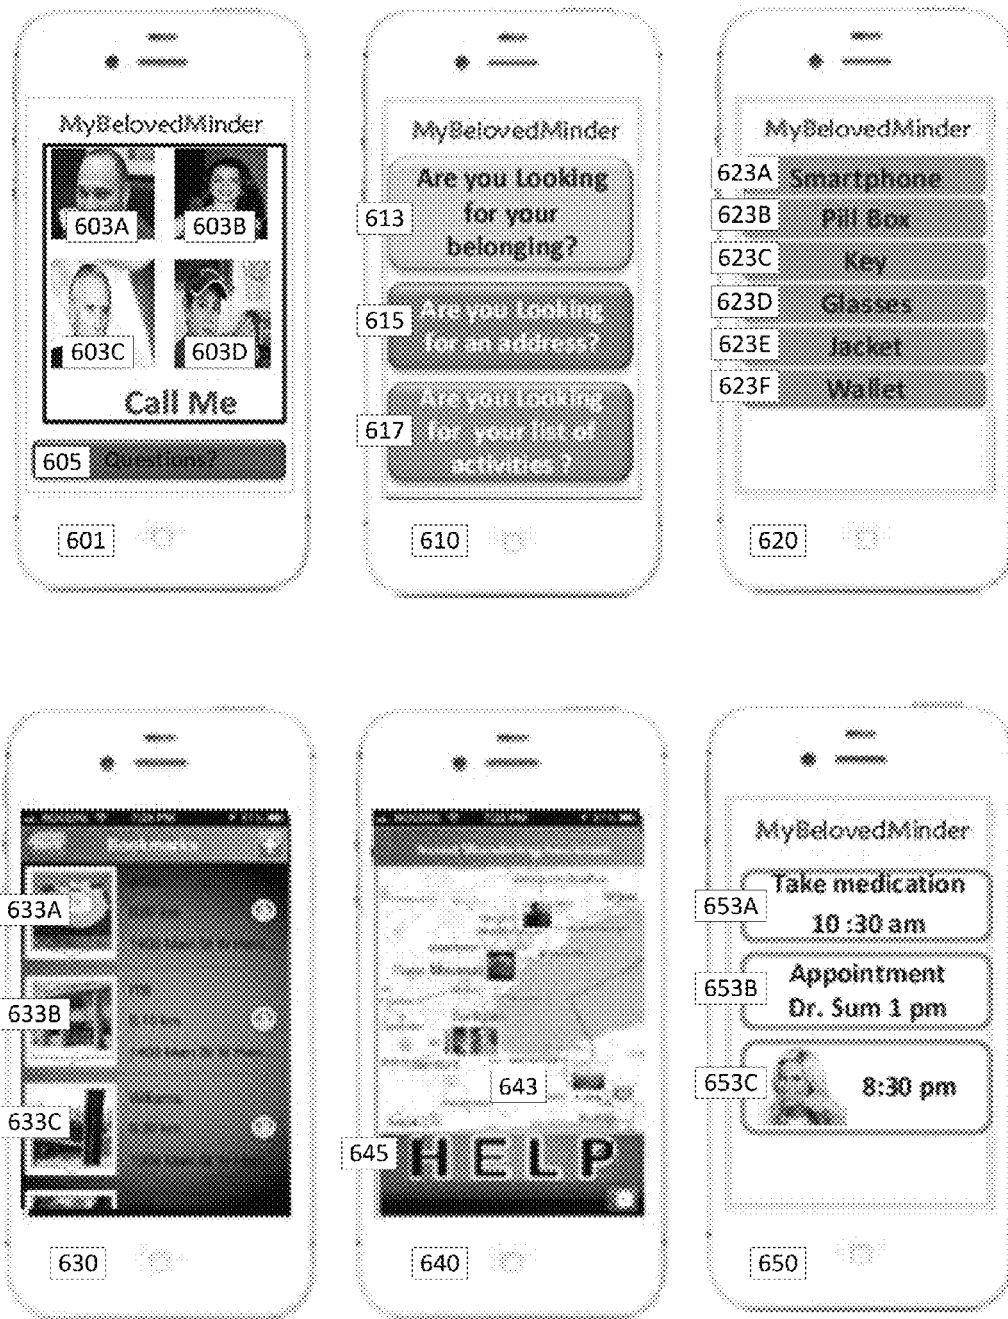 MyBelovedMinder
603A
603B
603C
603D
Call Me
605 Questions?
601
MyBelovedMinder
613
Are you Looking
for your
belonging?
615
Are you Looking
for an address?
617
Are you Looking
for your list of
activities ?
610
MyBelovedMinder
623A Smartphone
623B Pill Box
623C Key
623D Glasses
623E Jacket
623F Wallet
620
633A
633B
633C
630
643
645 HELP
640
MyBelovedMinder
653A
Take medication
10 :30 am
653B
Appointment
Dr. Sum 1 pm
653C
8:30 pm
650